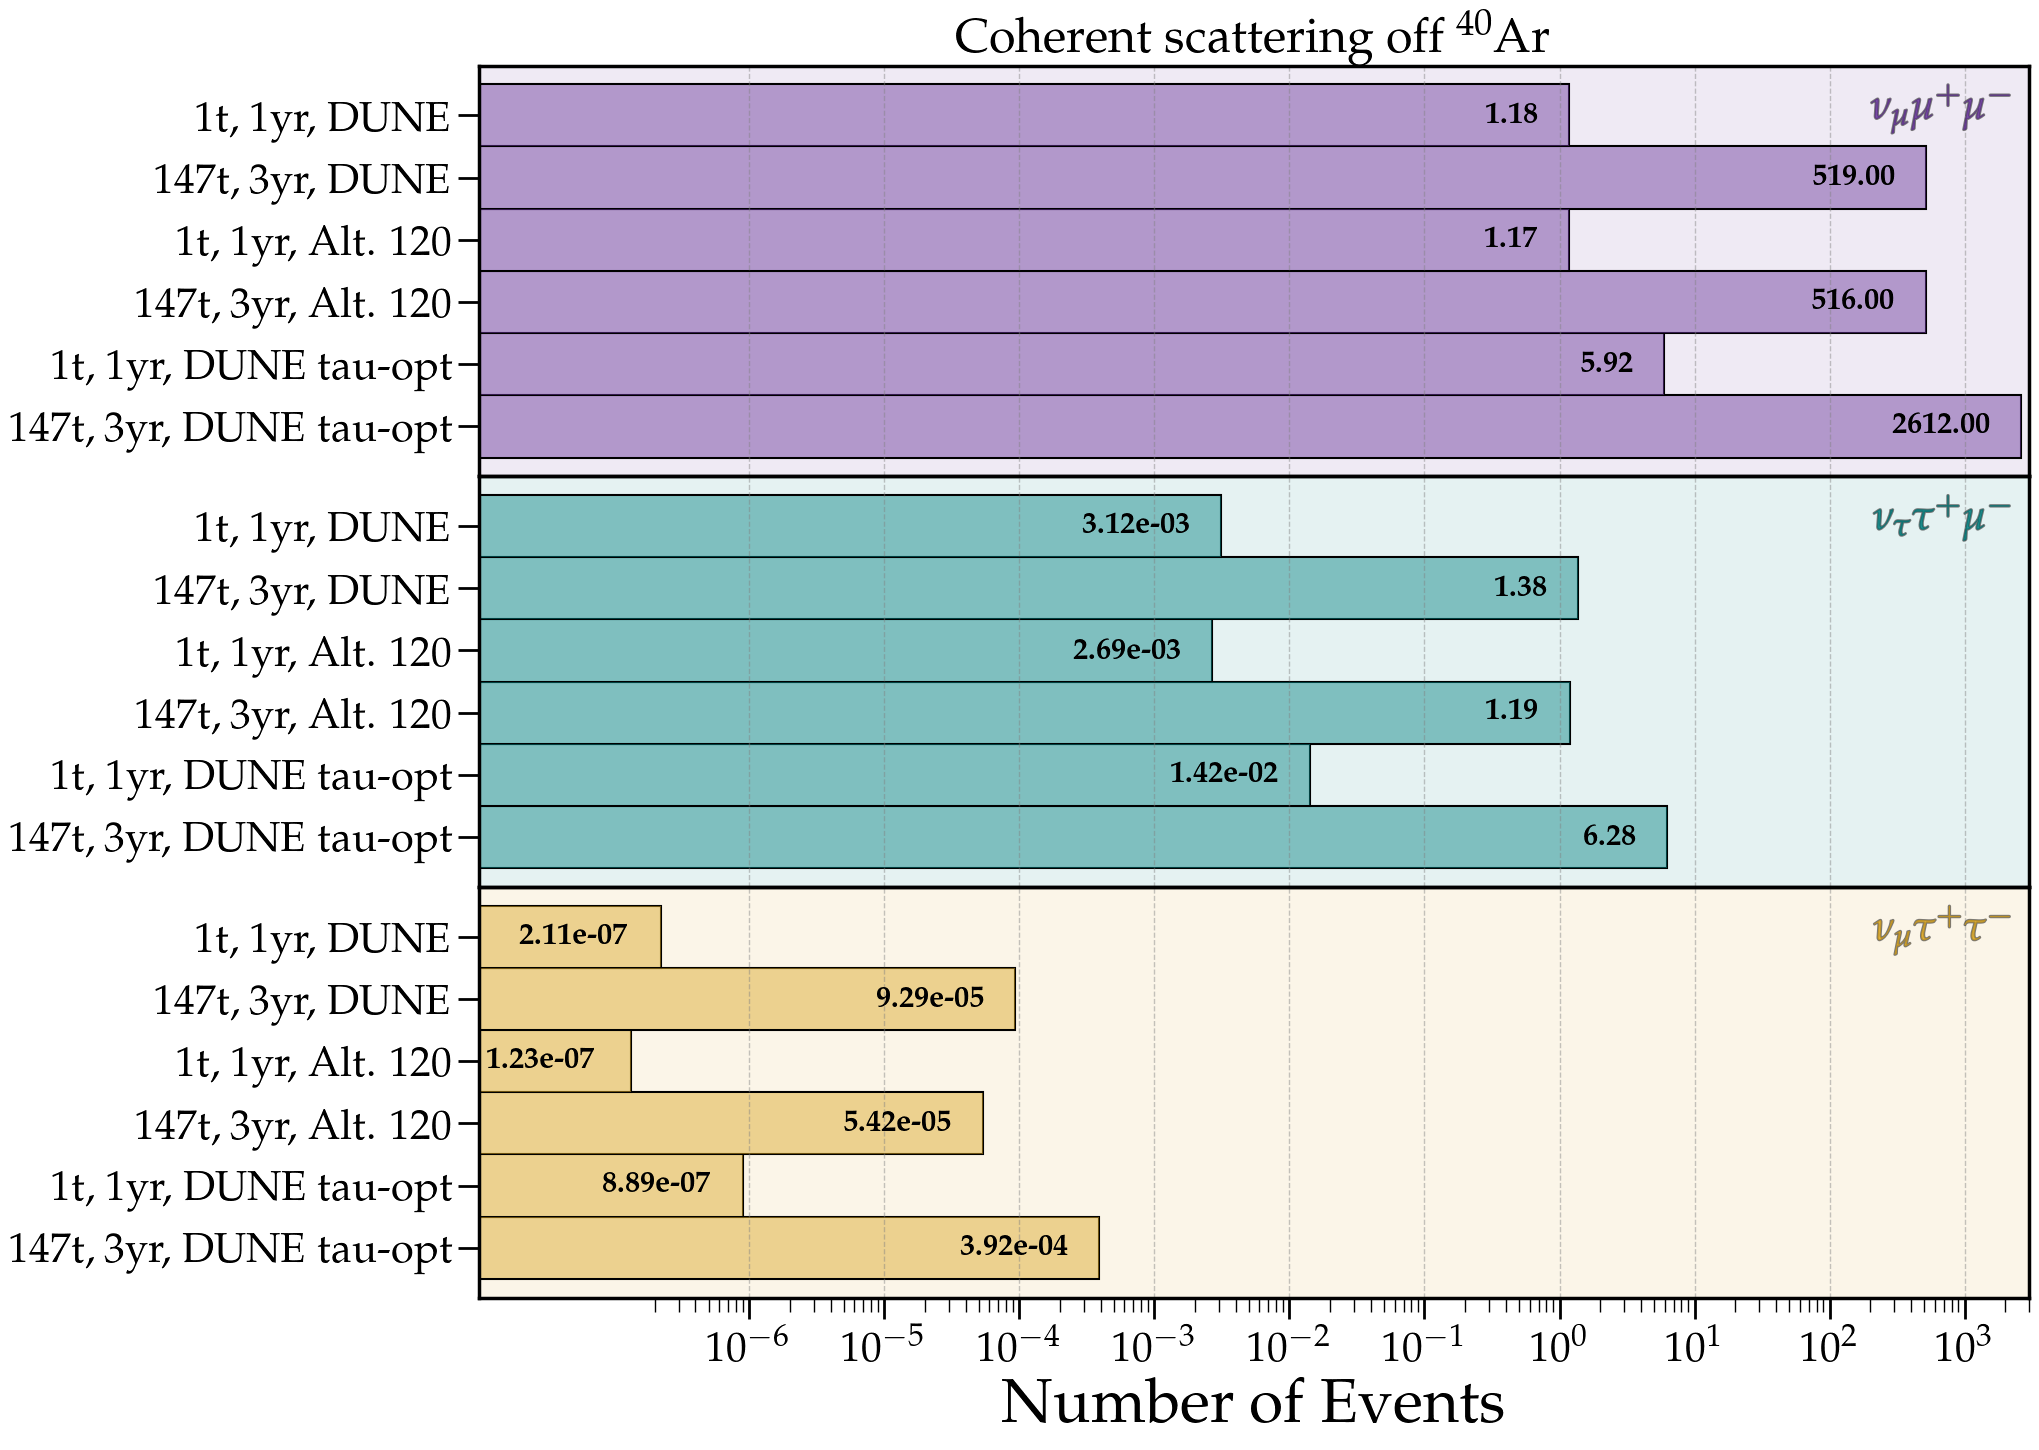 Coherent scattering off ⁴⁰Ar
ν_μ μ⁺μ⁻
1t, 1yr, DUNE 1.18
147t, 3yr, DUNE 519.00
1t, 1yr, Alt. 120 1.17
147t, 3yr, Alt. 120 516.00
1t, 1yr, DUNE tau-opt 5.92
147t, 3yr, DUNE tau-opt 2612.00
ν_τ τ⁺μ⁻
1t, 1yr, DUNE 3.12e-03
147t, 3yr, DUNE 1.38
1t, 1yr, Alt. 120 2.69e-03
147t, 3yr, Alt. 120 1.19
1t, 1yr, DUNE tau-opt 1.42e-02
147t, 3yr, DUNE tau-opt 6.28
ν_μ τ⁺τ⁻
1t, 1yr, DUNE 2.11e-07
147t, 3yr, DUNE 9.29e-05
1t, 1yr, Alt. 120 1.23e-07
147t, 3yr, Alt. 120 5.42e-05
1t, 1yr, DUNE tau-opt 8.89e-07
147t, 3yr, DUNE tau-opt 3.92e-04
10⁻⁶ 10⁻⁵ 10⁻⁴ 10⁻³ 10⁻² 10⁻¹ 10⁰ 10¹ 10² 10³
Number of Events